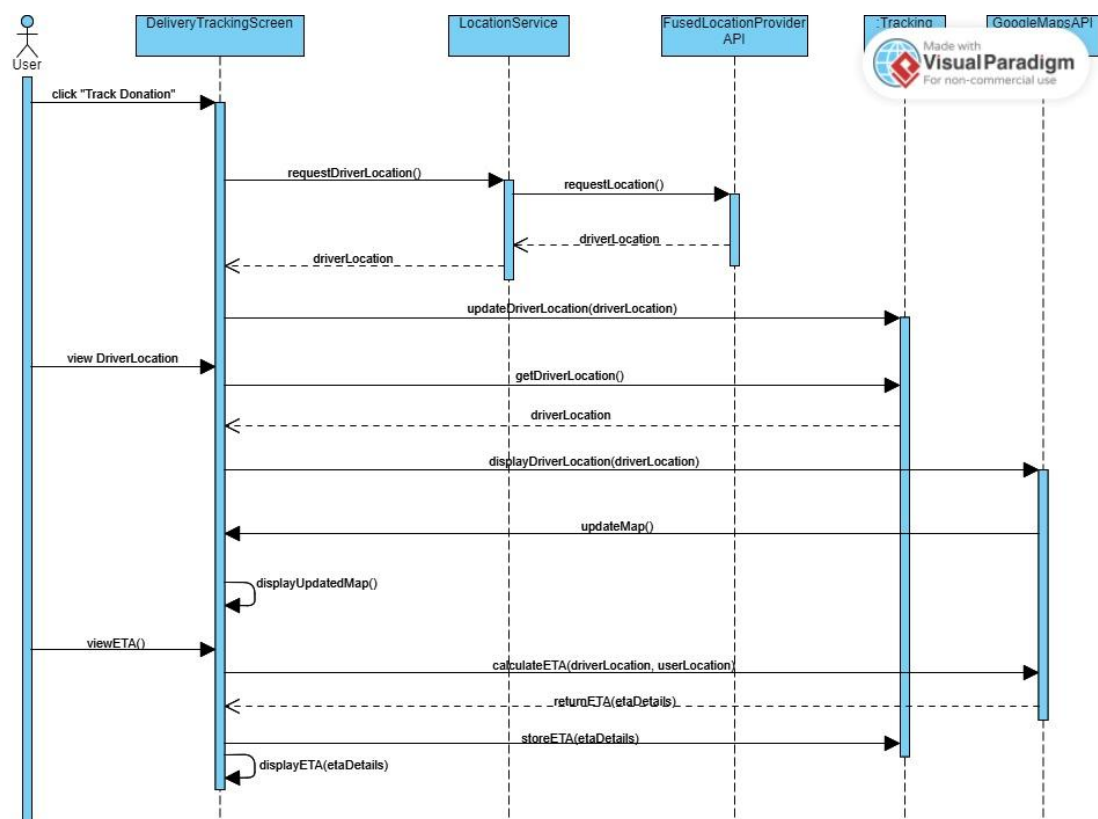 DeliveryTrackingScreen
LocationService
FusedLocationProvider
API
:Tracking
GoogleMapsAPI
Made with
Visual Paradigm
For non-commercial use
User
click "Track Donation"
requestDriverLocation()
requestLocation()
driverLocation
driverLocation
updateDriverLocation(driverLocation)
view DriverLocation
getDriverLocation()
driverLocation
displayDriverLocation(driverLocation)
updateMap()
displayUpdatedMap()
viewETA()
calculateETA(driverLocation, userLocation)
returnETA(etaDetails)
storeETA(etaDetails)
displayETA(etaDetails)